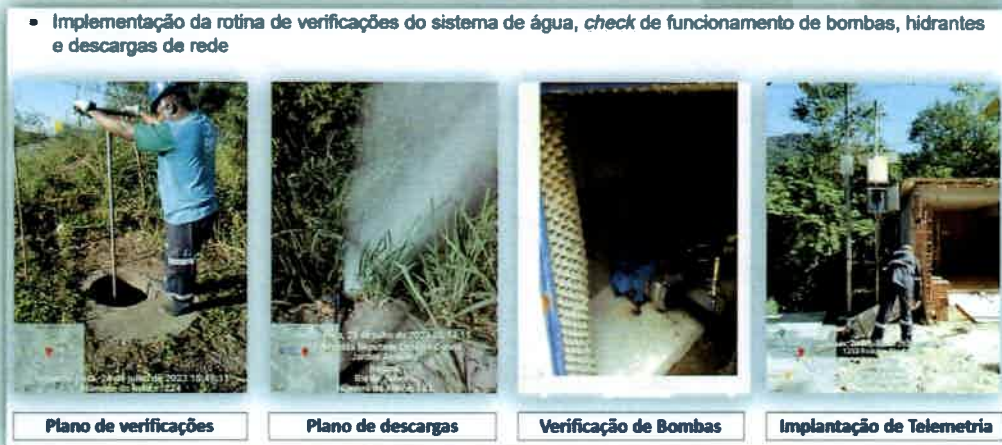 • Implementação da rotina de verificações do sistema de água, check de funcionamento de bombas, hidrantes
e descargas de rede
Plano de verificações
Plano de descargas
Verificação de Bombas
Implantação de Telemetria